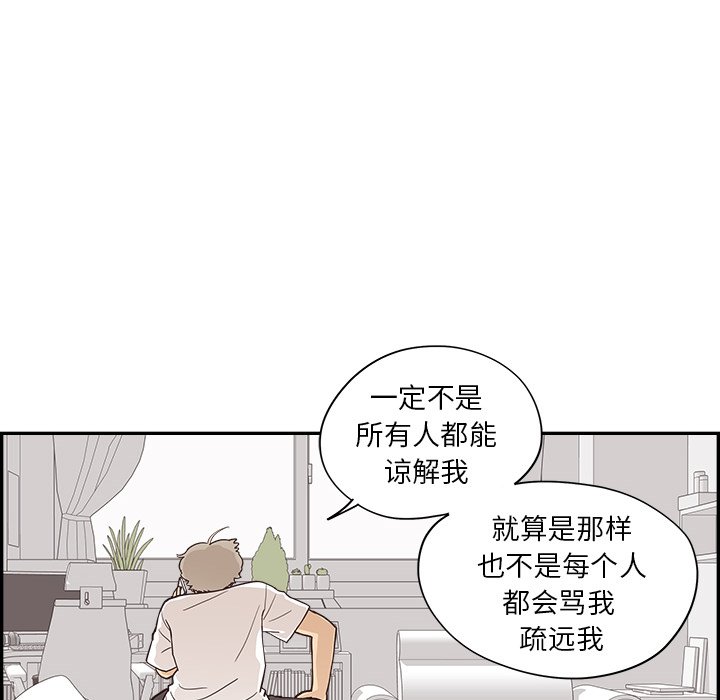 一定不是
所有人都能
谅解我
就算是那样
也不是每个人
都会骂我
疏远我